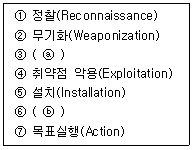 ① 정찰(Reconnaissance)
② 무기화(Weaponization)
③ ( ⓐ )
④ 취약점 악용(Exploitation)
⑤ 설치(Installation)
⑥ ( ⓑ )
⑦ 목표실행(Action)